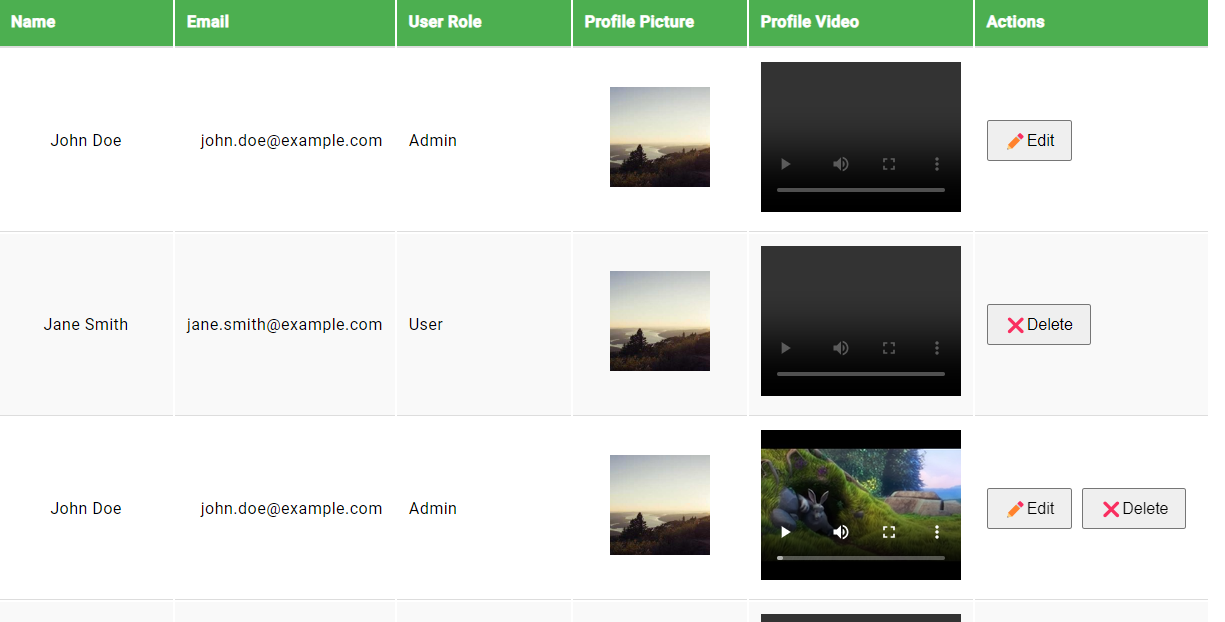 Name Email User Role Profile Picture Profile Video Actions
John Doe john.doe@example.com Admin Edit
Jane Smith jane.smith@example.com User Delete
John Doe john.doe@example.com Admin Edit Delete